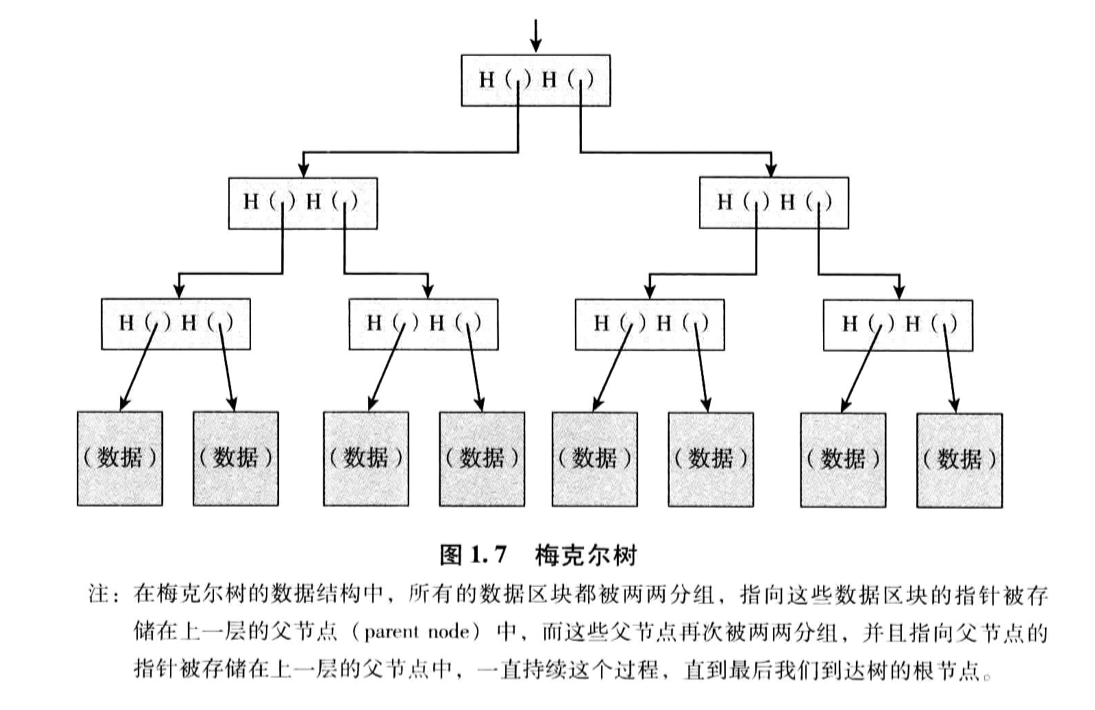 H ( ) H ( )
H ( ) H ( ) H ( ) H ( )
H ( ) H ( ) H ( ) H ( ) H ( ) H ( ) H ( ) H ( )
(数据) (数据) (数据) (数据) (数据) (数据) (数据) (数据)
图 1.7 梅克尔树
注：在梅克尔树的数据结构中，所有的数据区块都被两两分组，指向这些数据区块的指针被存
储在上一层的父节点（parent node）中，而这些父节点再次被两两分组，并且指向父节点的
指针被存储在上一层的父节点中，一直持续这个过程，直到最后我们到达树的根节点。